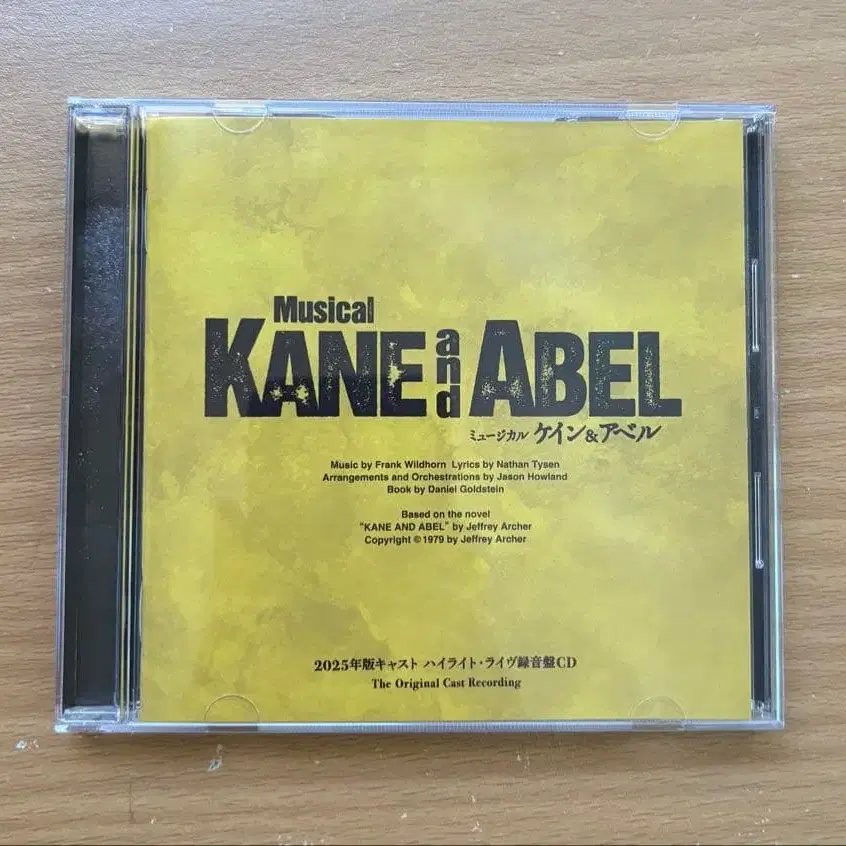 Musical
KANE and ABEL
ミュージカル ケイン&アベル
Music by Frank Wildhorn Lyrics by Nathan Tysen
Arrangements and Orchestrations by Jason Howland
Book by Daniel Goldstein
Based on the novel
"KANE AND ABEL" by Jeffrey Archer
Copyright © 1979 by Jeffrey Archer
2025年版キャスト ハイライト・ライヴ録音盤CD
The Original Cast Recording